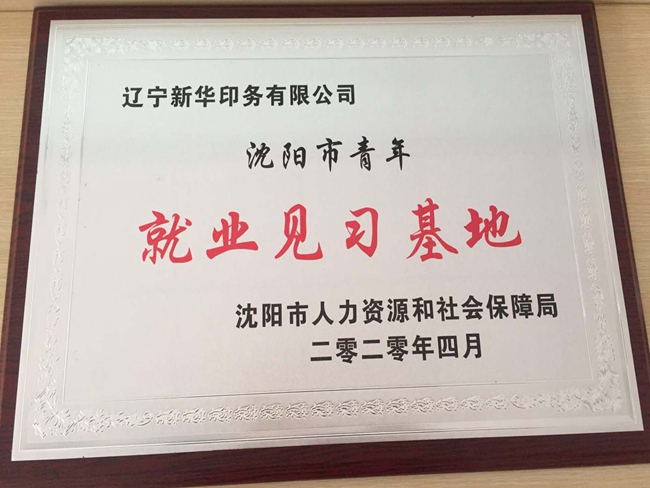 辽宁新华印务有限公司
沈阳市青年
就业见习基地
沈阳市人力资源和社会保障局
二零二零年四月